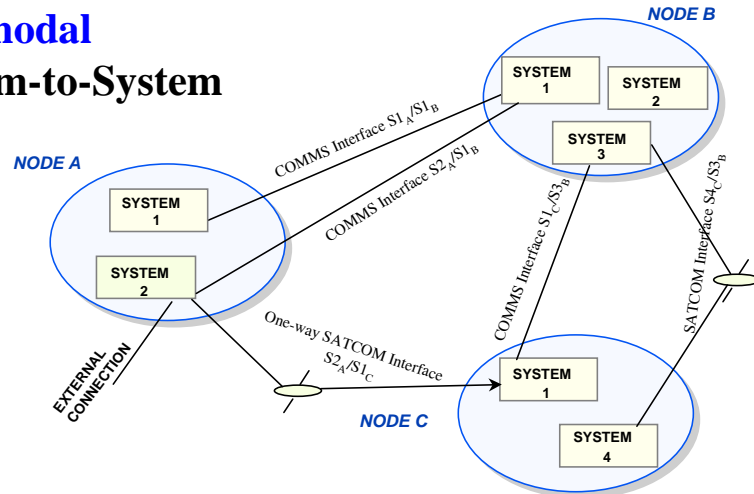 nodal
m-to-System
NODE B
SYSTEM
1
SYSTEM
2
SYSTEM
3
COMMS Interface S1A/S1B
NODE A
COMMS Interface S2A/S1B
SYSTEM
1
SYSTEM
2
COMMS Interface S1C/S3B
SATCOM Interface S4C/S3B
One-way SATCOM Interface
S2A/S1C
EXTERNAL
CONNECTION
NODE C
SYSTEM
1
SYSTEM
4